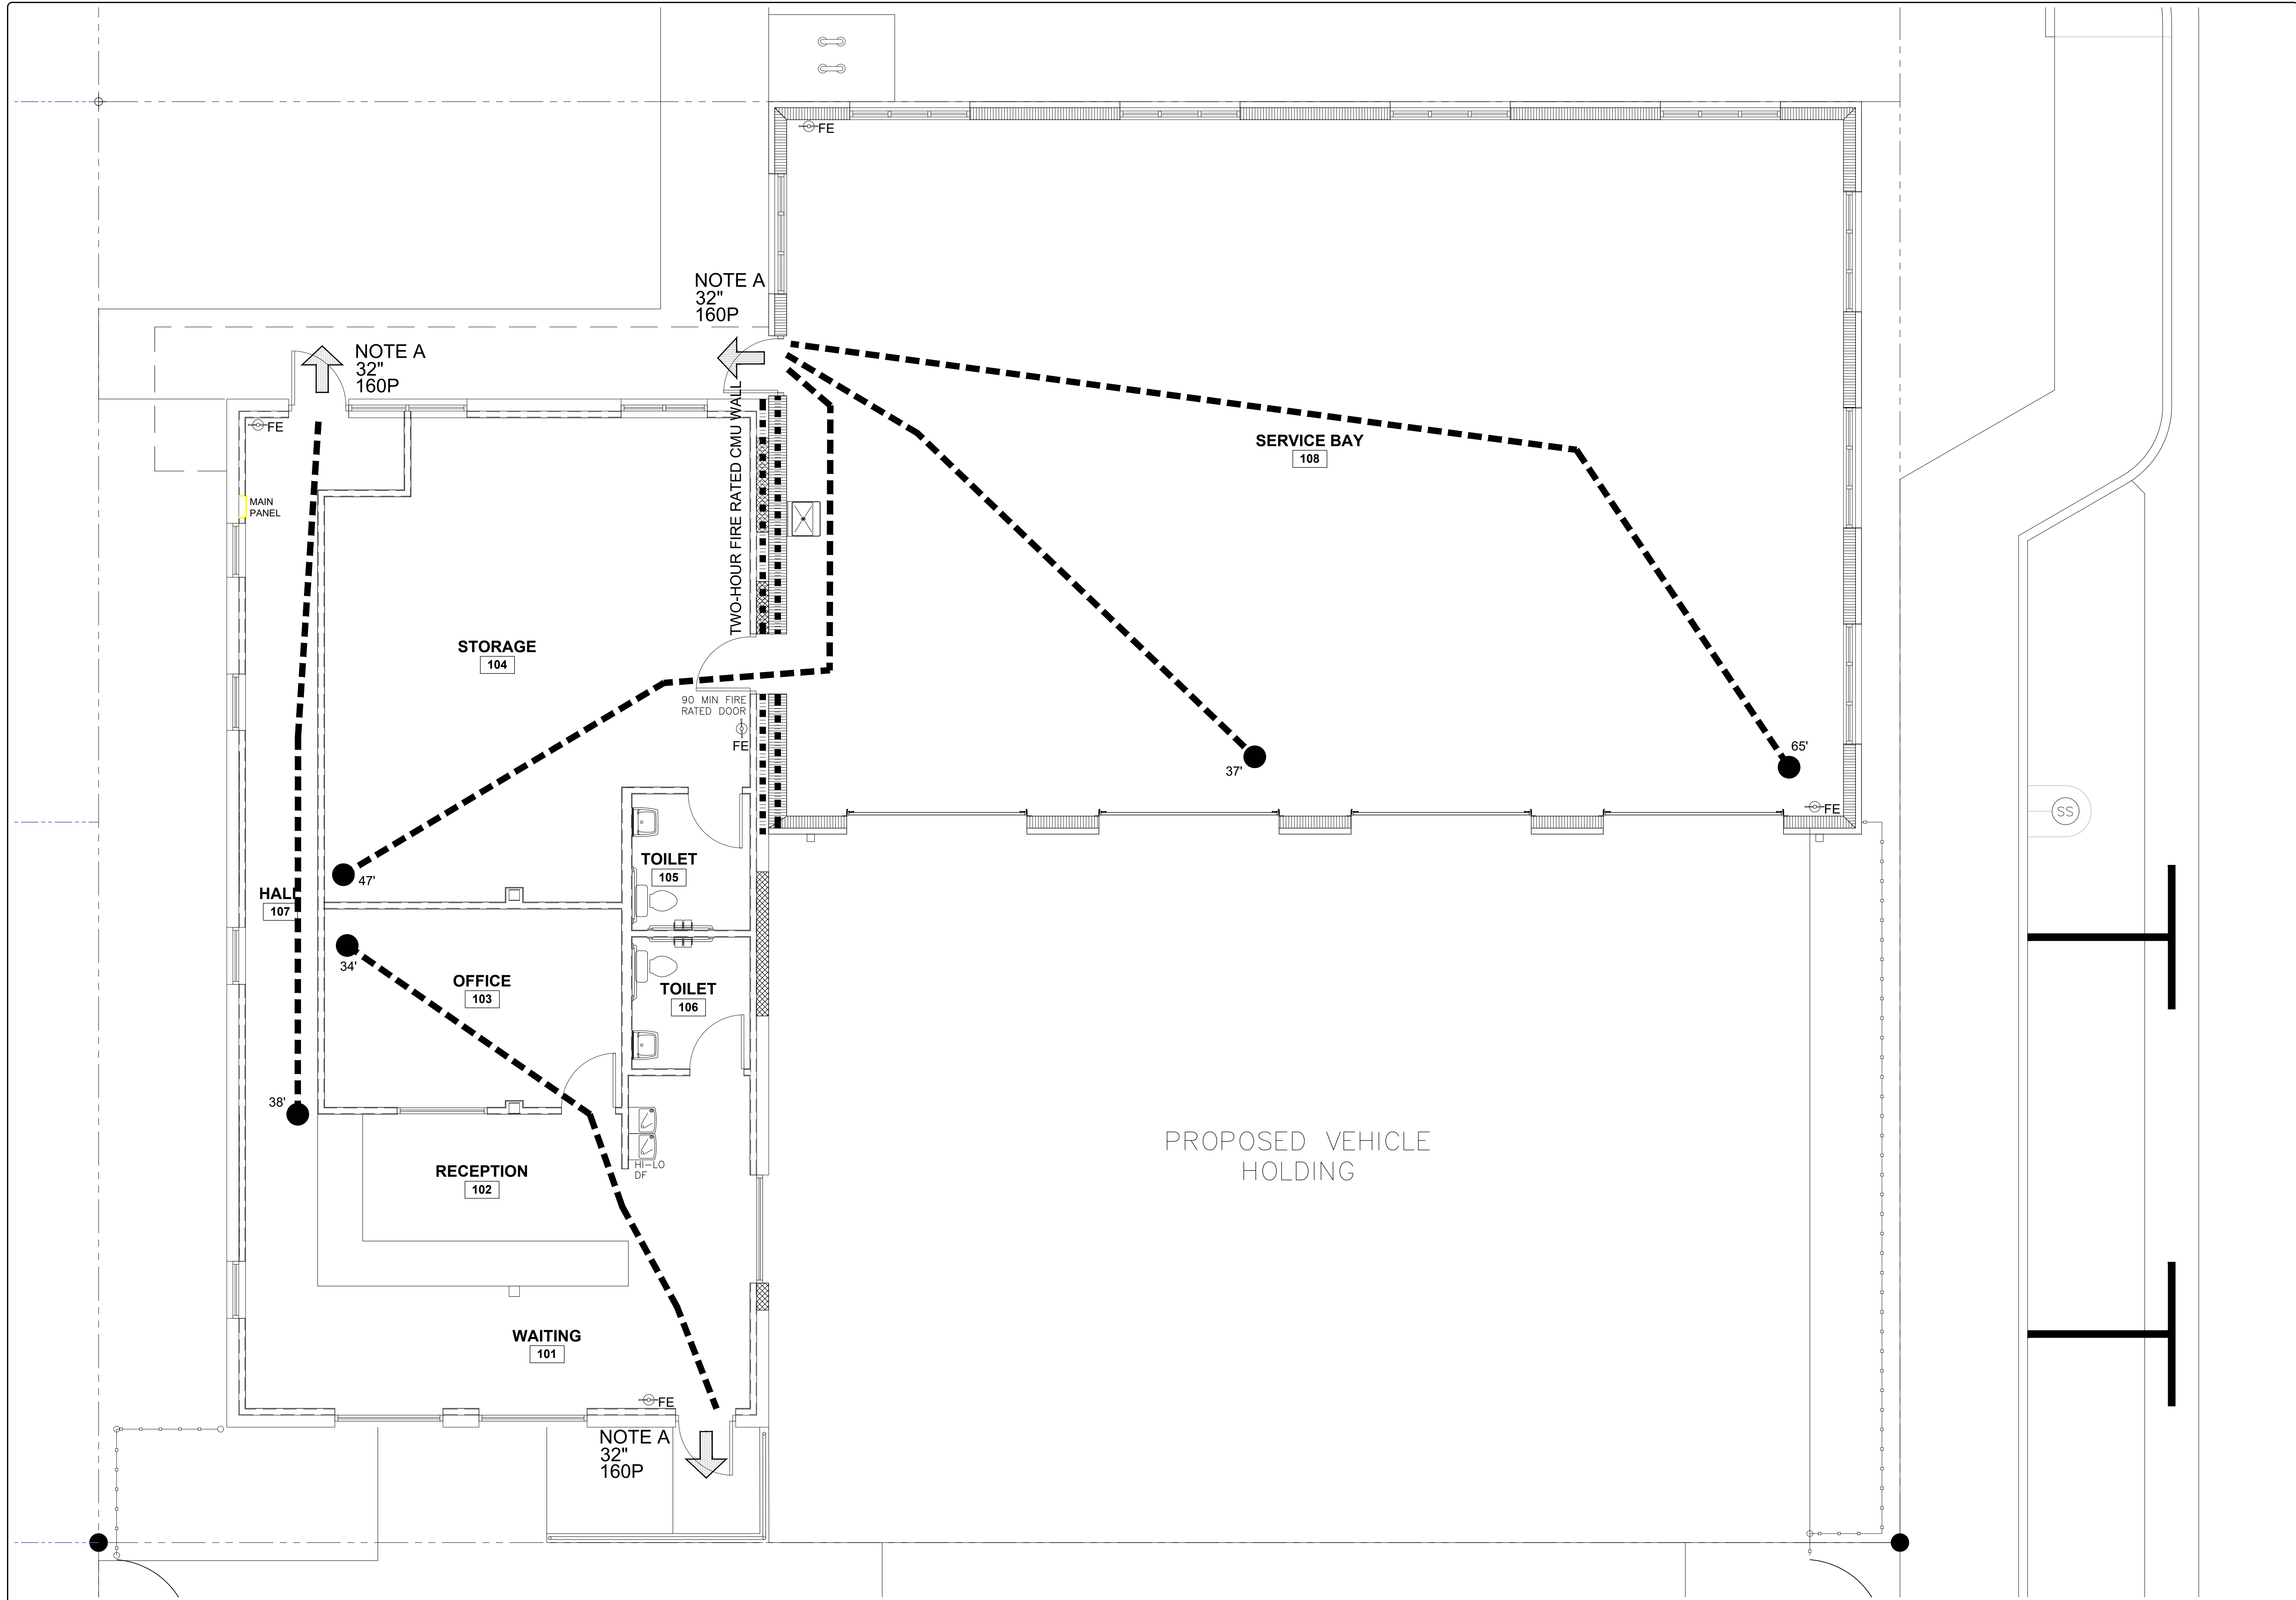 FE
NOTE A
32"
160P
NOTE A
32"
160P
FE
MAIN
PANEL
TWO-HOUR FIRE RATED CMU WALL
SERVICE BAY
108
STORAGE
104
90 MIN FIRE
RATED DOOR
FE
37'
65'
FE
SS
TOILET
105
47'
HALL
107
34'
OFFICE
103
TOILET
106
38'
HI-LO
DF
RECEPTION
102
PROPOSED VEHICLE
HOLDING
WAITING
101
FE
NOTE A
32"
160P